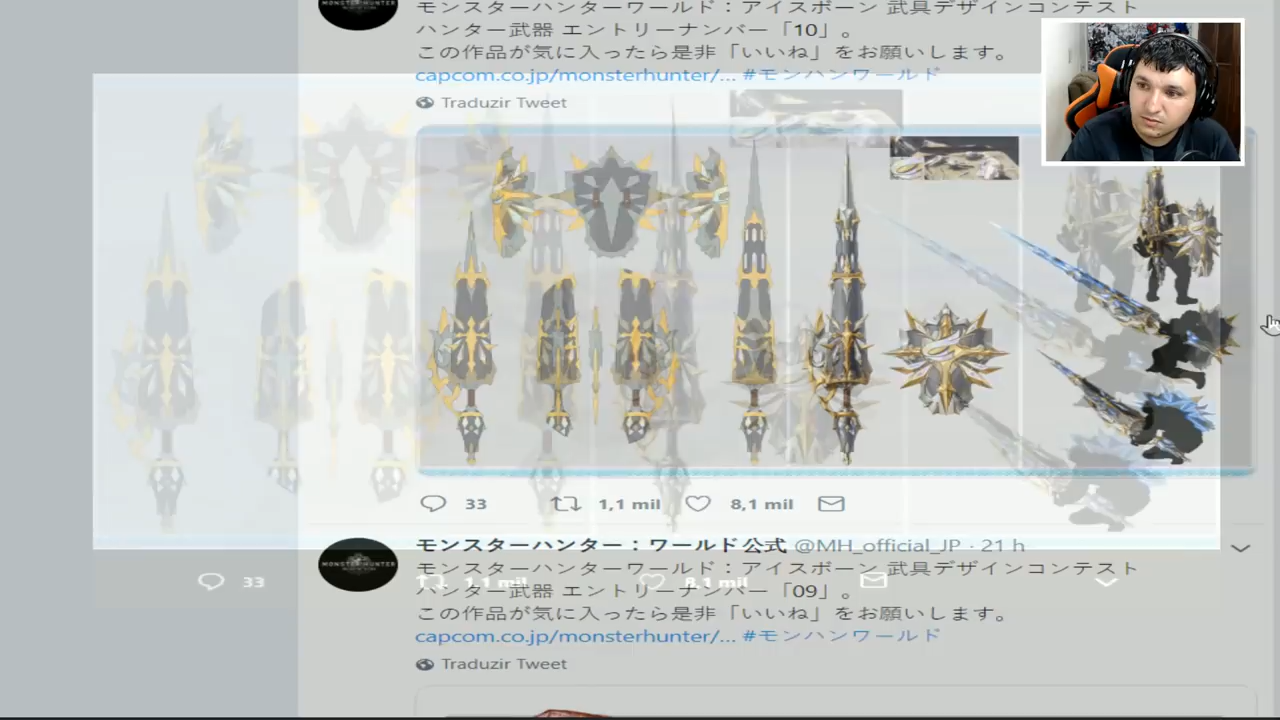 モンスターハンターワールド：アイスボーン 武具デザインコンテスト
ハンター武器 エントリーナンバー「10」。
この作品が気に入ったら是非「いいね」をお願いします。
capcom.co.jp/monsterhunter/... #モンハンワールド
Traduzir Tweet
33 1,1 mil 8,1 mil
MONSTER HUNTER
モンスターハンター：ワールド公式 @MH_official_JP · 21 h
モンスターハンターワールド：アイスボーン 武具デザインコンテスト
33 1,1 mil 8,1 mil
ハンター武器 エントリーナンバー「09」。
この作品が気に入ったら是非「いいね」をお願いします。
capcom.co.jp/monsterhunter/... #モンハンワールド
Traduzir Tweet